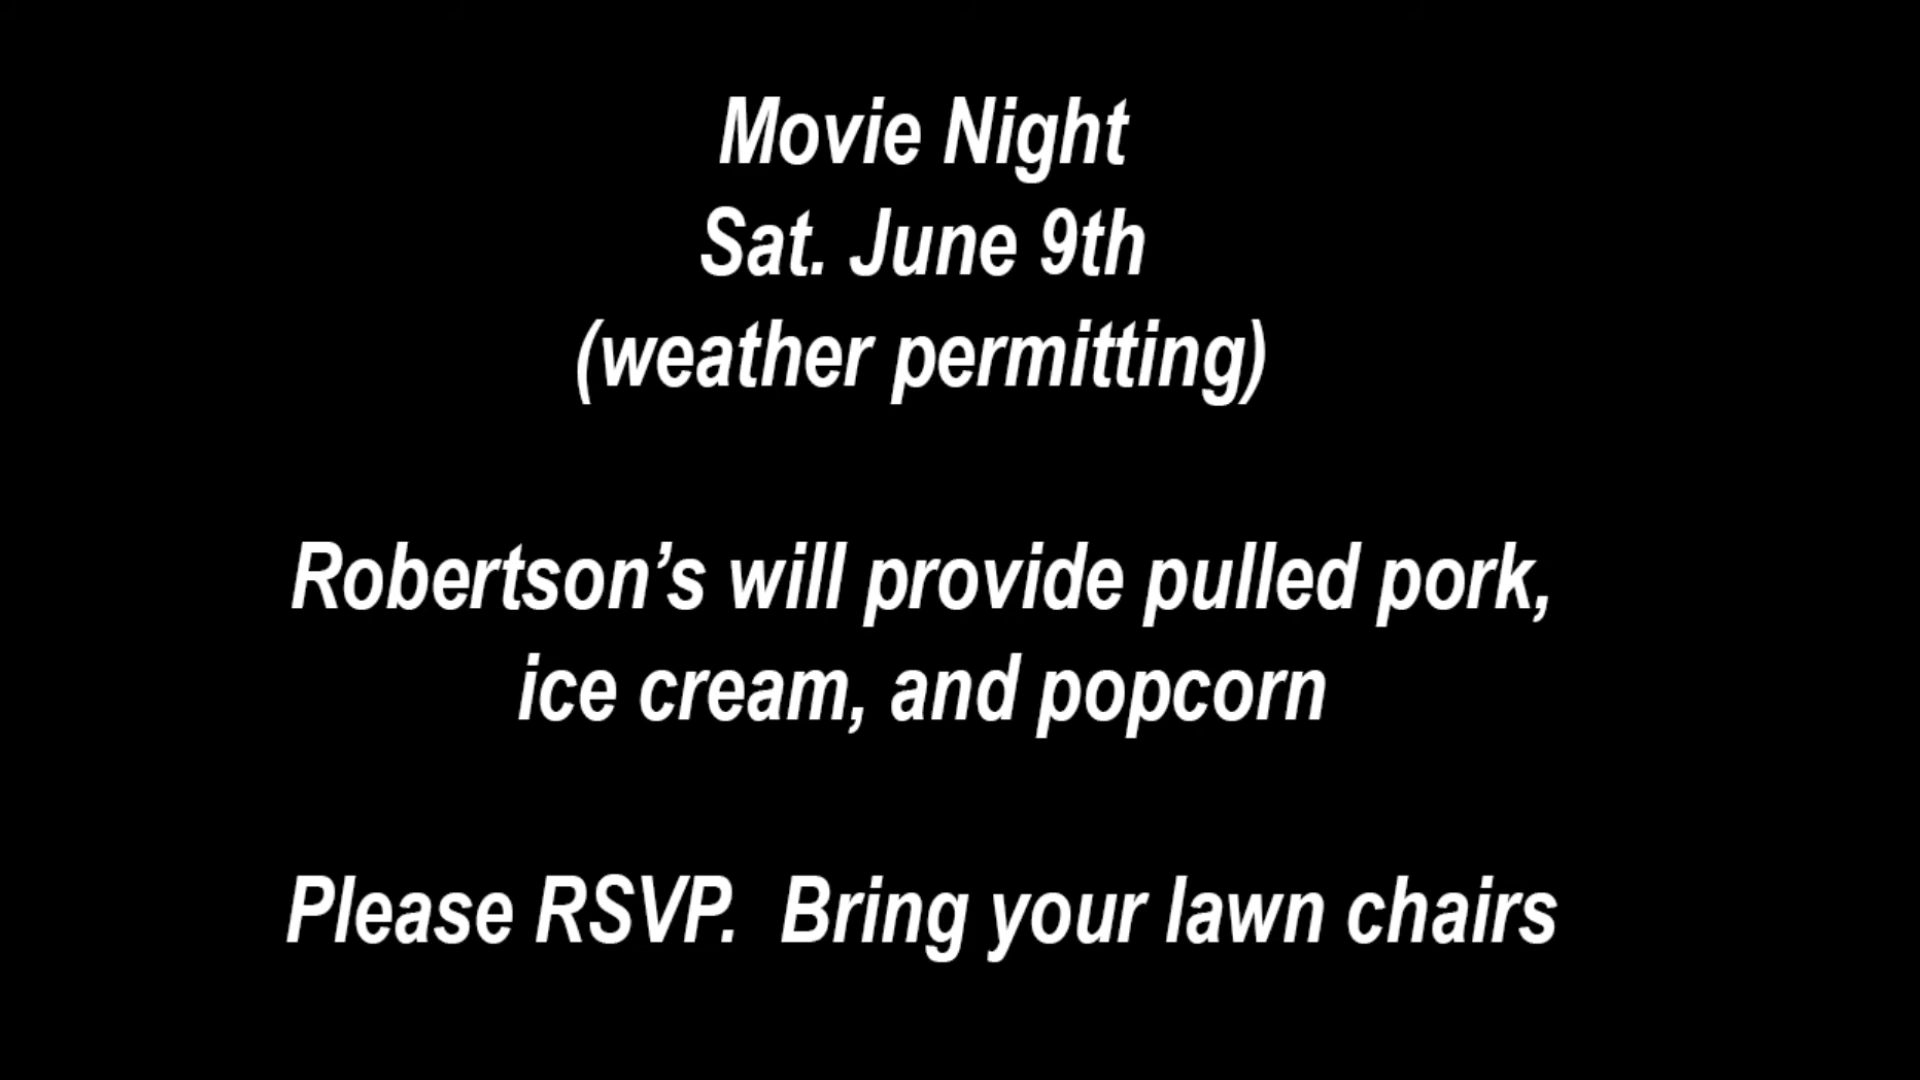 Movie Night
Sat. June 9th
(weather permitting)
Robertson’s will provide pulled pork,
ice cream, and popcorn
Please RSVP.  Bring your lawn chairs